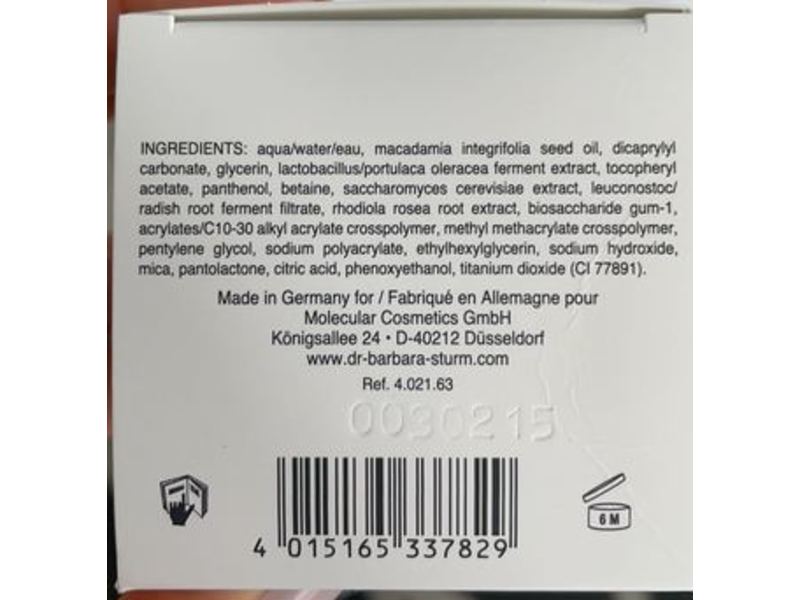 INGREDIENTS: aqua/water/eau, macadamia integrifolia seed oil, dicaprylyl
carbonate, glycerin, lactobacillus/portulaca oleracea ferment extract, tocopheryl
acetate, panthenol, betaine, saccharomyces cerevisiae extract, leuconostoc/
radish root ferment filtrate, rhodiola rosea root extract, biosaccharide gum-1,
acrylates/C10-30 alkyl acrylate crosspolymer, methyl methacrylate crosspolymer,
pentylene glycol, sodium polyacrylate, ethylhexylglycerin, sodium hydroxide,
mica, pantolactone, citric acid, phenoxyethanol, titanium dioxide (CI 77891).
Made in Germany for / Fabriqué en Allemagne pour
Molecular Cosmetics GmbH
Königsallee 24 • D-40212 Düsseldorf
www.dr-barbara-sturm.com
Ref. 4.021.63
0030215
6 M
4 015165 337829